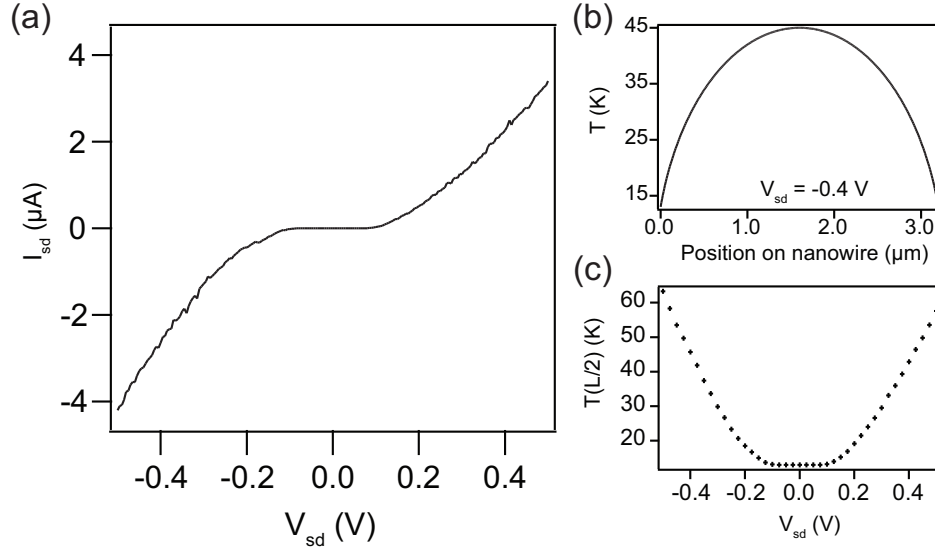 (a)
I_sd (μA)
4
2
0
-2
-4
-0.4 -0.2 0.0 0.2 0.4
V_sd (V)
(b)
T (K)
45
35
25
15
V_sd = -0.4 V
0.0 1.0 2.0 3.0
Position on nanowire (μm)
(c)
T(L/2) (K)
60
50
40
30
20
-0.4 -0.2 0.0 0.2 0.4
V_sd (V)